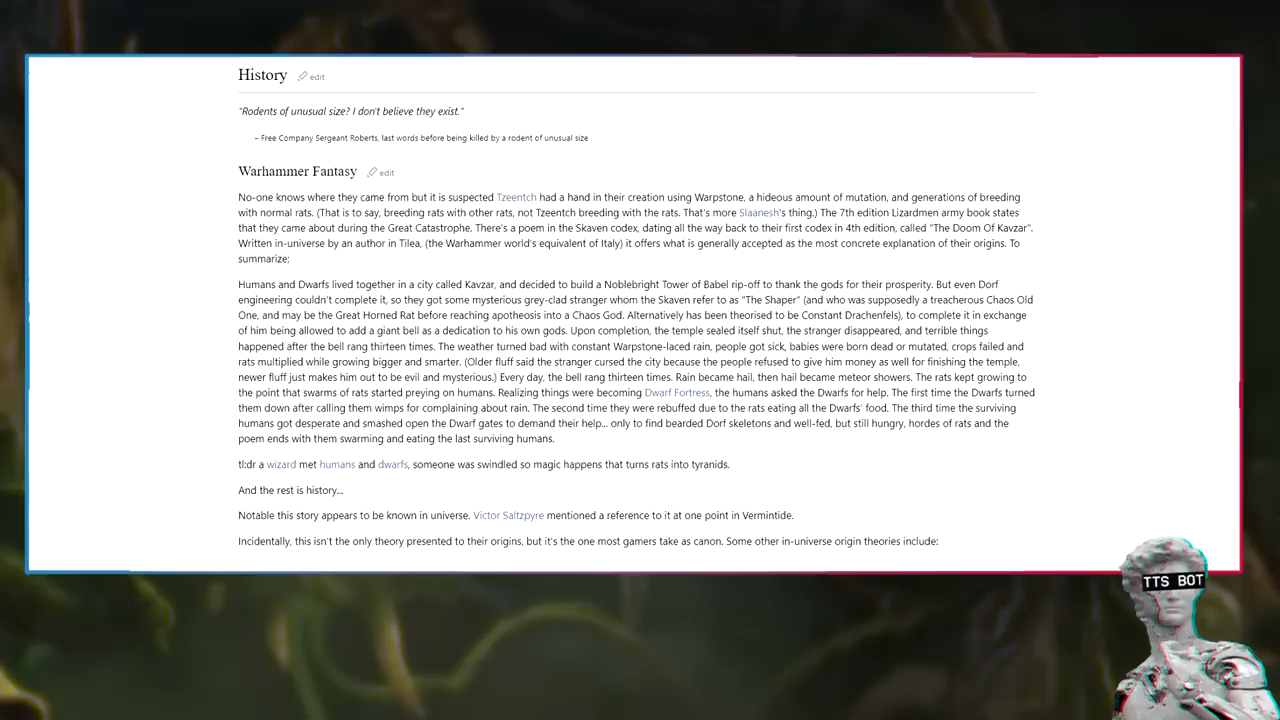 History edit
"Rodents of unusual size? I don't believe they exist."
– Free Company Sergeant Roberts, last words before being killed by a rodent of unusual size
Warhammer Fantasy edit
No-one knows where they came from but it is suspected Tzeentch had a hand in their creation using Warpstone, a hideous amount of mutation, and generations of breeding
with normal rats. (That is to say, breeding rats with other rats, not Tzeentch breeding with the rats. That's more Slaanesh's thing.) The 7th edition Lizardmen army book states
that they came about during the Great Catastrophe. There's a poem in the Skaven codex, dating all the way back to their first codex in 4th edition, called "The Doom Of Kavzar".
Written in-universe by an author in Tilea, (the Warhammer world's equivalent of Italy) it offers what is generally accepted as the most concrete explanation of their origins. To
summarize;
Humans and Dwarfs lived together in a city called Kavzar, and decided to build a Noblebright Tower of Babel rip-off to thank the gods for their prosperity. But even Dorf
engineering couldn't complete it, so they got some mysterious grey-clad stranger whom the Skaven refer to as "The Shaper" (and who was supposedly a treacherous Chaos Old
One, and may be the Great Horned Rat before reaching apotheosis into a Chaos God. Alternatively has been theorised to be Constant Drachenfels), to complete it in exchange
of him being allowed to add a giant bell as a dedication to his own gods. Upon completion, the temple sealed itself shut, the stranger disappeared, and terrible things
happened after the bell rang thirteen times. The weather turned bad with constant Warpstone-laced rain, people got sick, babies were born dead or mutated, crops failed and
rats multiplied while growing bigger and smarter. (Older fluff said the stranger cursed the city because the people refused to give him money as well for finishing the temple,
newer fluff just makes him out to be evil and mysterious.) Every day, the bell rang thirteen times. Rain became hail, then hail became meteor showers. The rats kept growing to
the point that swarms of rats started preying on humans. Realizing things were becoming Dwarf Fortress, the humans asked the Dwarfs for help. The first time the Dwarfs turned
them down after calling them wimps for complaining about rain. The second time they were rebuffed due to the rats eating all the Dwarfs' food. The third time the surviving
humans got desperate and smashed open the Dwarf gates to demand their help... only to find bearded Dorf skeletons and well-fed, but still hungry, hordes of rats and the
poem ends with them swarming and eating the last surviving humans.
tl:dr a wizard met humans and dwarfs, someone was swindled so magic happens that turns rats into tyranids.
And the rest is history...
Notable this story appears to be known in universe. Victor Saltzpyre mentioned a reference to it at one point in Vermintide.
Incidentally, this isn't the only theory presented to their origins, but it's the one most gamers take as canon. Some other in-universe origin theories include:
TTS BOT